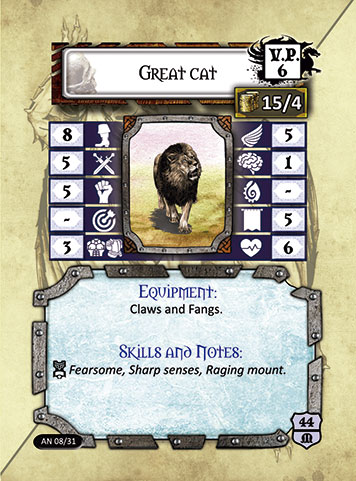 Great cat
V.P.
6
15/4
8 5
5 1
5 -
- 5
3 6
Equipment:
Claws and Fangs.
Skills and Notes:
Fearsome, Sharp senses, Raging mount.
AN 08/31
44
M